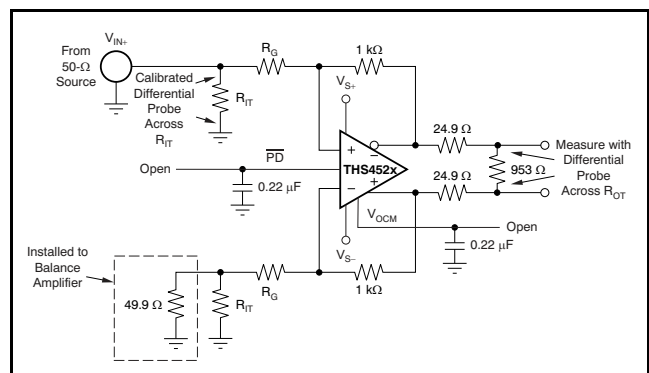 V_IN+
From
50-Ω
Source
Calibrated
Differential
Probe
Across
R_IT
R_IT
R_G
1 kΩ
V_S+
24.9 Ω
Measure with
Differential
Probe
Across R_OT
953 Ω
24.9 Ω
+
−
THS452x
−
+
PD
Open
0.22 μF
V_OCM
Open
0.22 μF
V_S−
Installed to
Balance
Amplifier
49.9 Ω
R_IT
R_G
1 kΩ